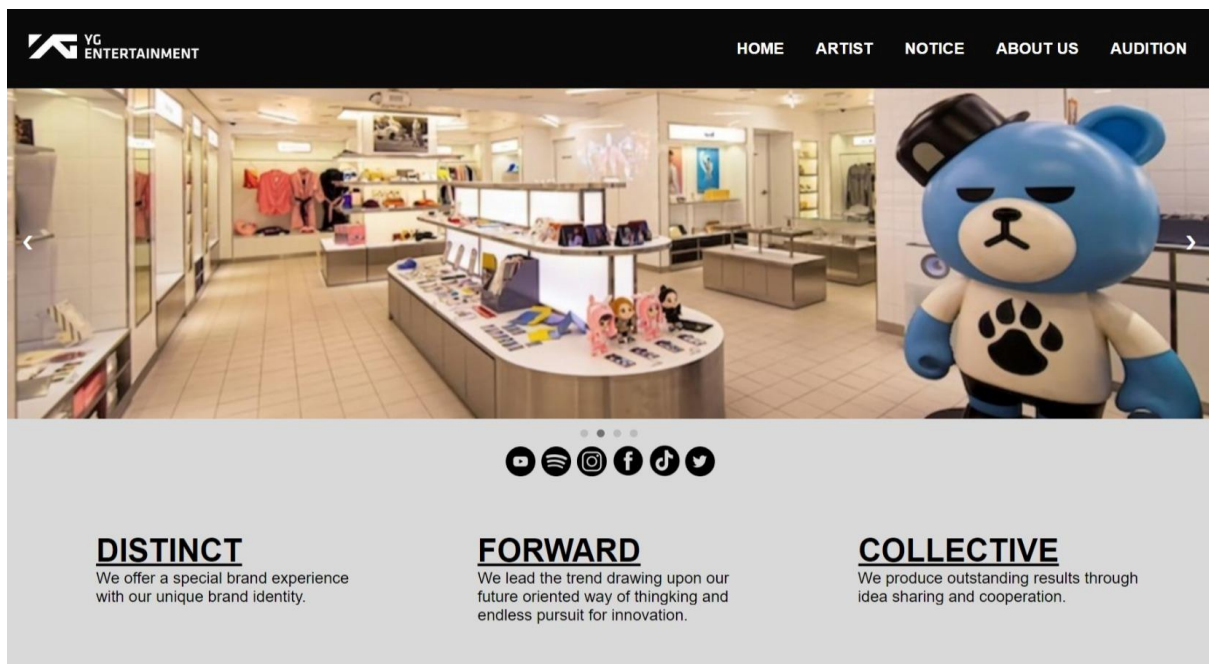 YG
ENTERTAINMENT
HOME ARTIST NOTICE ABOUT US AUDITION
DISTINCT
We offer a special brand experience
with our unique brand identity.
FORWARD
We lead the trend drawing upon our
future oriented way of thingking and
endless pursuit for innovation.
COLLECTIVE
We produce outstanding results through
idea sharing and cooperation.